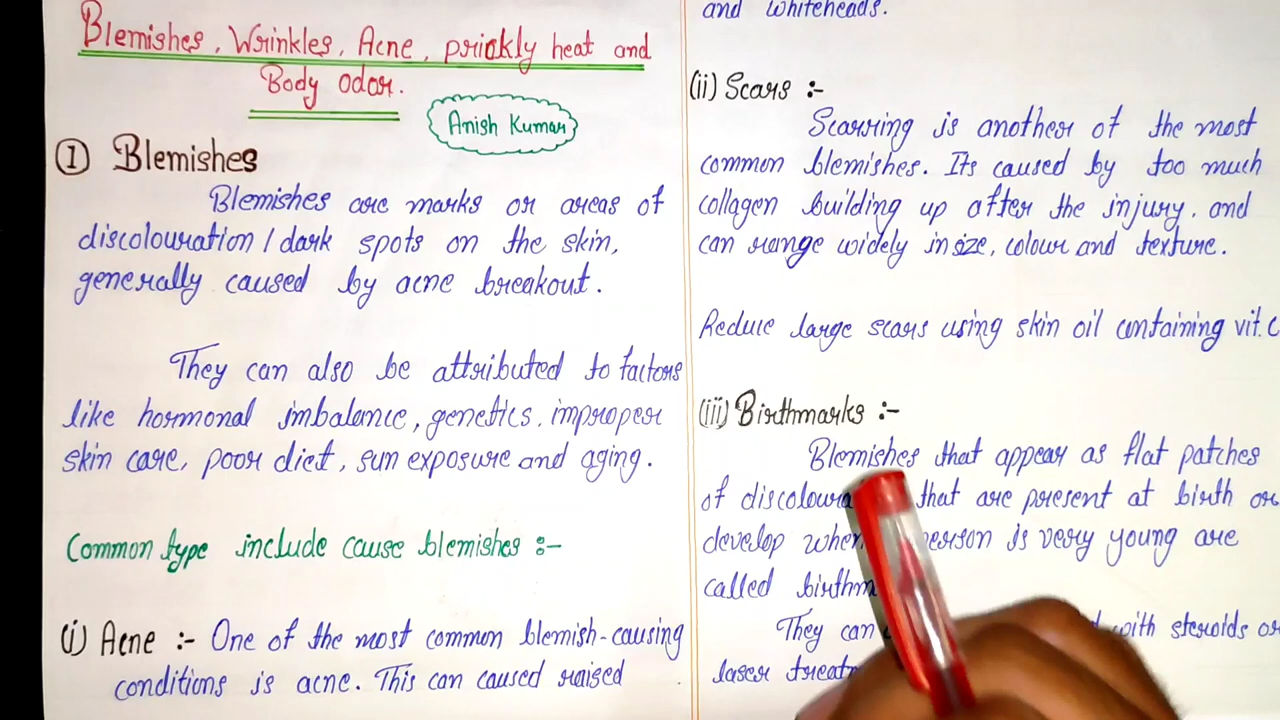 Blemishes, Wrinkles, Acne, prickly heat and
Body Odor.
Anish Kumar
① Blemishes
Blemishes are marks or areas of
discolouration / dark spots on the skin,
generally caused by acne breakout.
They can also be attributed to factors
like hormonal imbalance, genetics, improper
skin care, poor diet, sun exposure and aging.
Common type include cause blemishes :-
(i) Acne :- One of the most common blemish-causing
conditions is acne. This can caused raised
and whiteheads.
(ii) Scars :-
Scarring is another of the most
common blemishes. Its caused by too much
collagen building up after the injury. and
can range widely in size, colour and texture.
Reduce large scars using skin oil containing vit. C
(iii) Birthmarks :-
Blemishes that appear as flat patches
of discoloura that are present at birth or
develop when person is very young are
called birthm
They can with steroids or
laser treatm